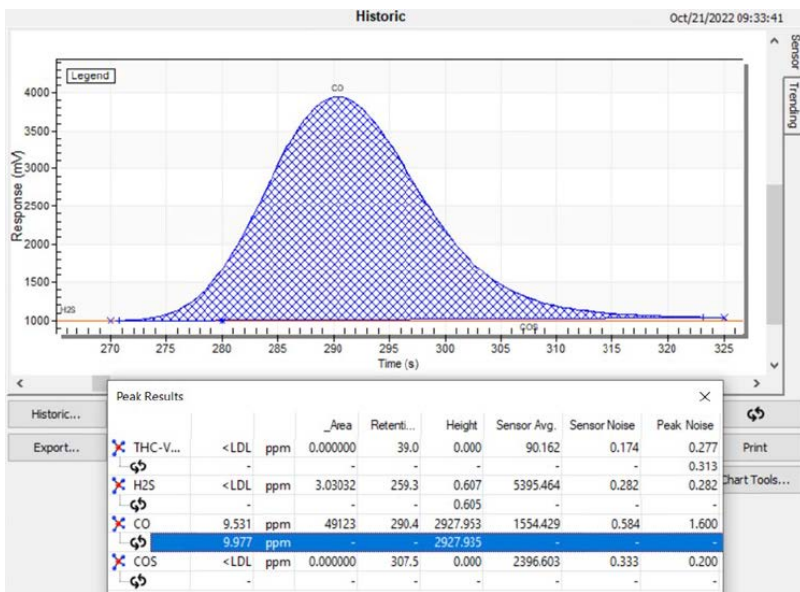 Historic
Oct/21/2022 09:33:41
Sensor
Trending
Legend
CO
4000
3500
3000
2500
2000
1500
1000
Response (mV)
H2S
COS
270 275 280 285 290 295 300 305 310 315 320 325
Time (s)
Historic...
Export...
Print
Chart Tools...
Peak Results
_Area Retenti... Height Sensor Avg. Sensor Noise Peak Noise
THC-V... <LDL ppm 0.000000 39.0 0.000 90.162 0.174 0.277
- - - - - - 0.313
H2S <LDL ppm 3.03032 259.3 0.607 5395.464 0.282 0.282
- - - 0.605 - - -
CO 9.531 ppm 49123 290.4 2927.953 1554.429 0.584 1.600
9.977 ppm - - 2927.935 - - -
COS <LDL ppm 0.000000 307.5 0.000 2396.603 0.333 0.200
- - - - - - -